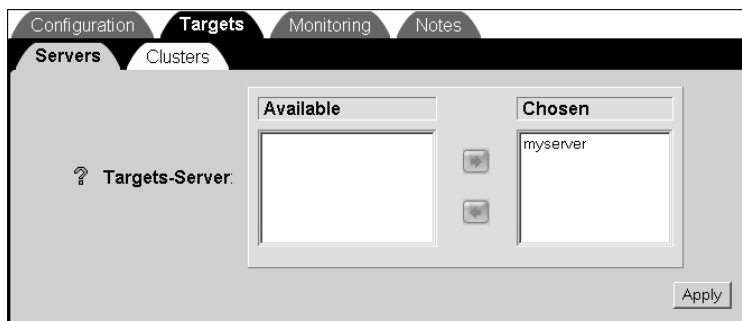 Configuration Targets Monitoring Notes
Servers Clusters
Available Chosen
myserver
? Targets-Server:
Apply